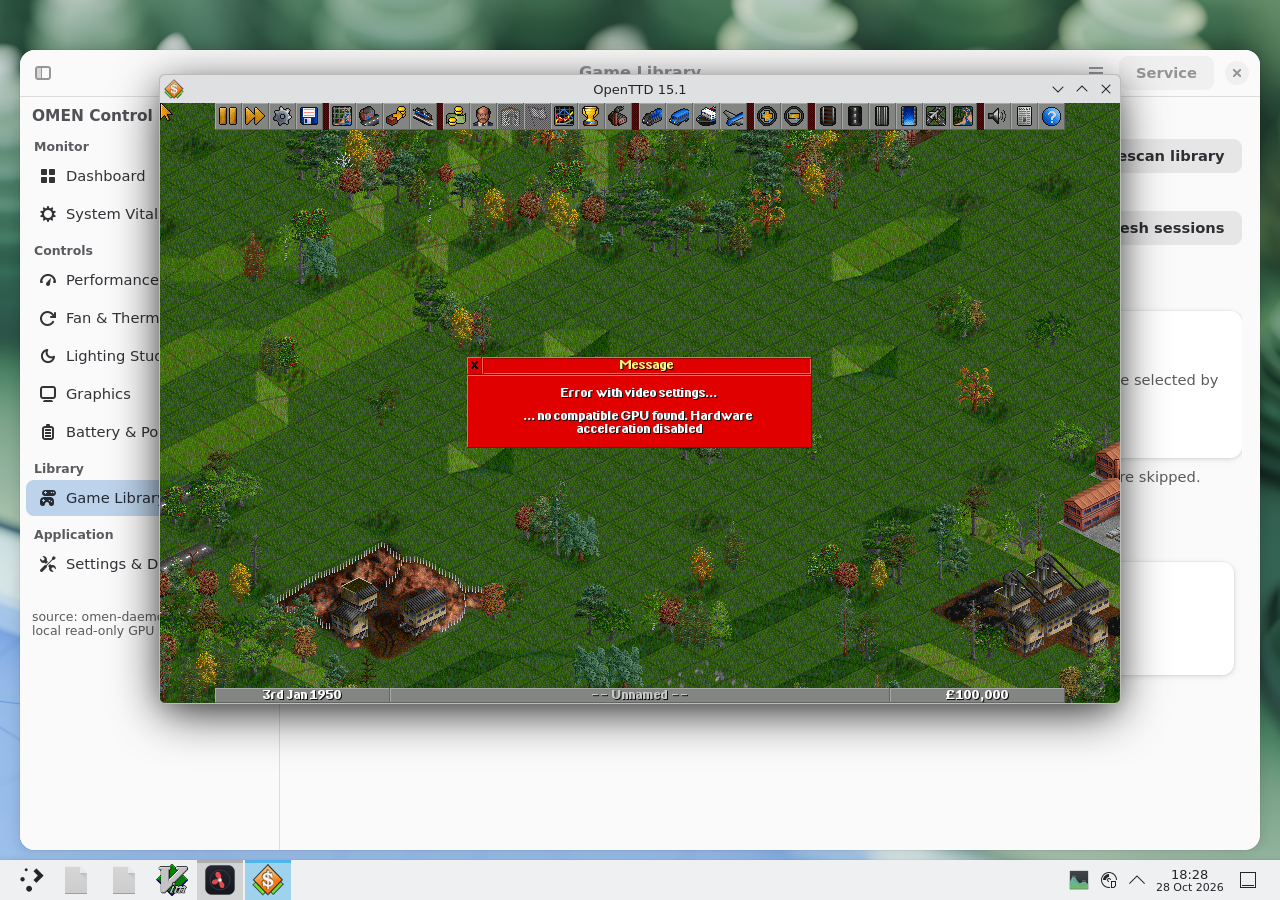 Game Library
Service
OpenTTD 15.1
OMEN Control
Monitor
Dashboard
System Vital
Controls
Performance
Fan & Therm
Lighting Stud
Graphics
Battery & Po
Library
Game Library
Application
Settings & D
source: omen-daem
local read-only GPU
escan library
esh sessions
e selected by
re skipped.
Message
Error with video settings...
... no compatible GPU found. Hardware
acceleration disabled
3rd Jan 1950
-- Unnamed --
£100,000
18:28
28 Oct 2026